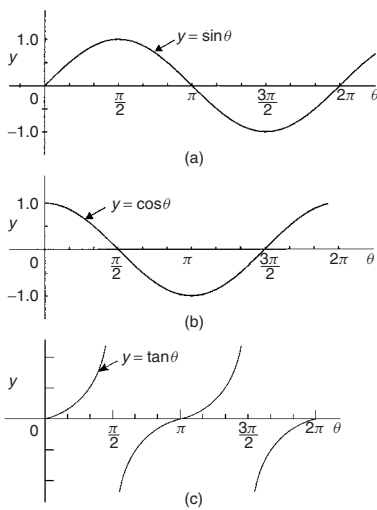 1.0
y = sinθ
y
0
π/2
π
3π/2
2π
θ
−1.0
(a)
1.0
y = cosθ
y
0
π/2
π
3π/2
2π
θ
−1.0
(b)
y = tanθ
y
0
π/2
π
3π/2
2π
θ
(c)